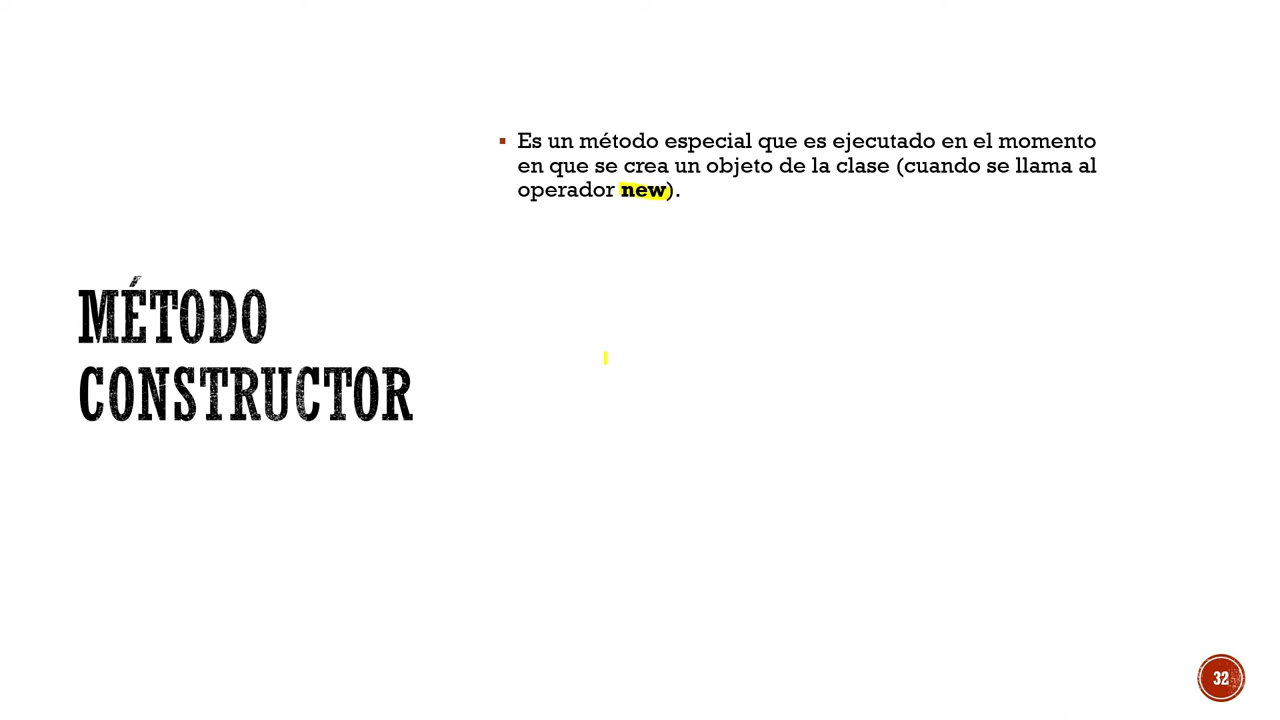 Es un método especial que es ejecutado en el momento
en que se crea un objeto de la clase (cuando se llama al
operador new).
MÉTODO
CONSTRUCTOR
32